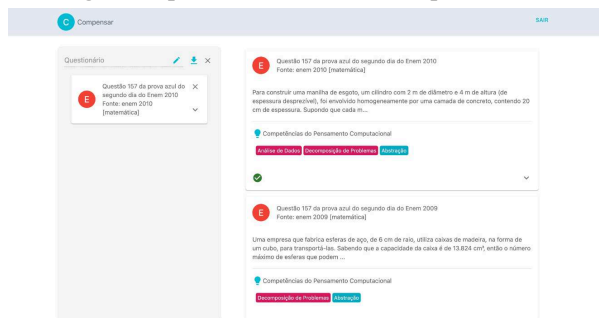 C Compensar
SAIR
Questionário
E
Questão 157 da prova azul do
segundo dia do Enem 2010
Fonte: enem 2010
[matemática]
E
Questão 157 da prova azul do segundo dia do Enem 2010
Fonte: enem 2010 [matemática]
Para construir uma manilha de esgoto, um cilindro com 2 m de diâmetro e 4 m de altura (de
espessura desprezível), foi envolvido homogeneamente por uma camada de concreto, contendo 20
cm de espessura. Supondo que cada m...
Competências do Pensamento Computacional
Análise de Dados Decomposição de Problemas Abstração
E
Questão 157 da prova azul do segundo dia do Enem 2009
Fonte: enem 2009 [matemática]
Uma empresa que fabrica esferas de aço, de 6 cm de raio, utiliza caixas de madeira, na forma de
um cubo, para transportá-las. Sabendo que a capacidade da caixa é de 13.824 cm³, então o número
máximo de esferas que podem ...
Competências do Pensamento Computacional
Decomposição de Problemas Abstração